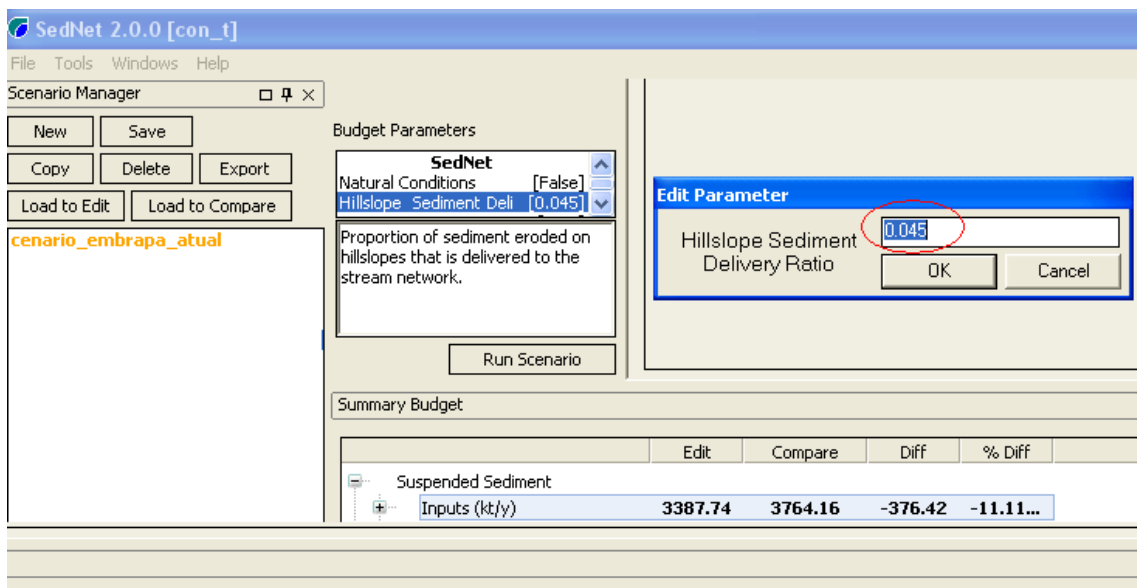 SedNet 2.0.0 [con_t]
File Tools Windows Help
Scenario Manager
New Save
Copy Delete Export
Load to Edit Load to Compare
cenario_embrapa_atual
Budget Parameters
SedNet
Natural Conditions [False]
Hillslope Sediment Deli [0.045]
Proportion of sediment eroded on
hillslopes that is delivered to the
stream network.
Run Scenario
Edit Parameter
Hillslope Sediment
Delivery Ratio
0.045
OK Cancel
Summary Budget
Edit Compare Diff % Diff
Suspended Sediment
Inputs (kt/y) 3387.74 3764.16 -376.42 -11.11...